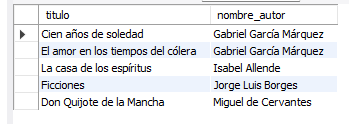 titulo nombre_autor
Cien años de soledad Gabriel García Márquez
El amor en los tiempos del cólera Gabriel García Márquez
La casa de los espíritus Isabel Allende
Ficciones Jorge Luis Borges
Don Quijote de la Mancha Miguel de Cervantes